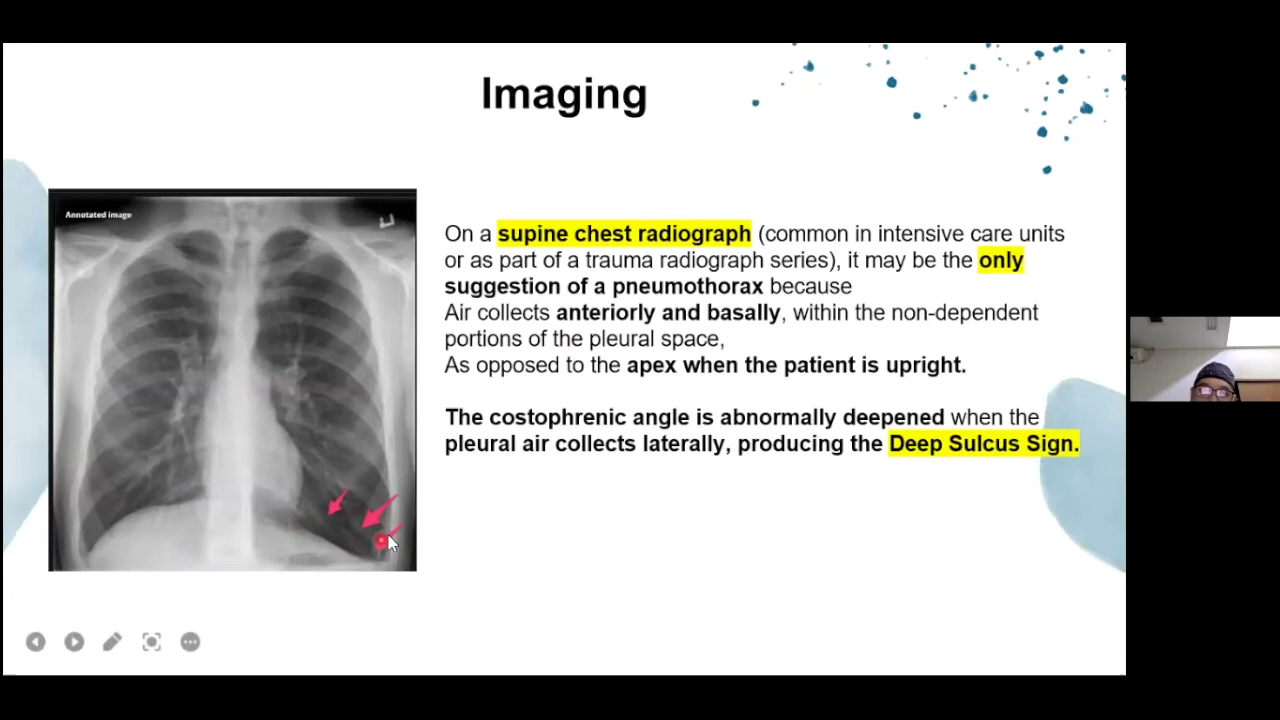 Imaging
Annotated image
L
On a supine chest radiograph (common in intensive care units
or as part of a trauma radiograph series), it may be the only
suggestion of a pneumothorax because
Air collects anteriorly and basally, within the non-dependent
portions of the pleural space,
As opposed to the apex when the patient is upright.
The costophrenic angle is abnormally deepened when the
pleural air collects laterally, producing the Deep Sulcus Sign.